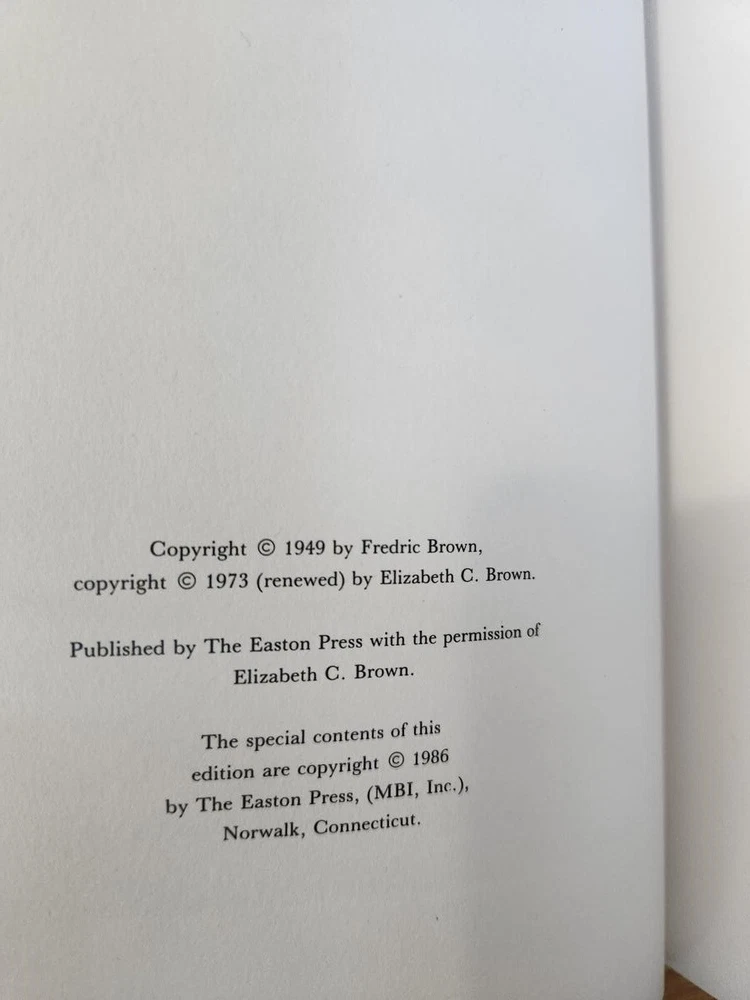 Copyright © 1949 by Fredric Brown,
copyright © 1973 (renewed) by Elizabeth C. Brown.
Published by The Easton Press with the permission of
Elizabeth C. Brown.
The special contents of this
edition are copyright © 1986
by The Easton Press, (MBI, Inc.),
Norwalk, Connecticut.